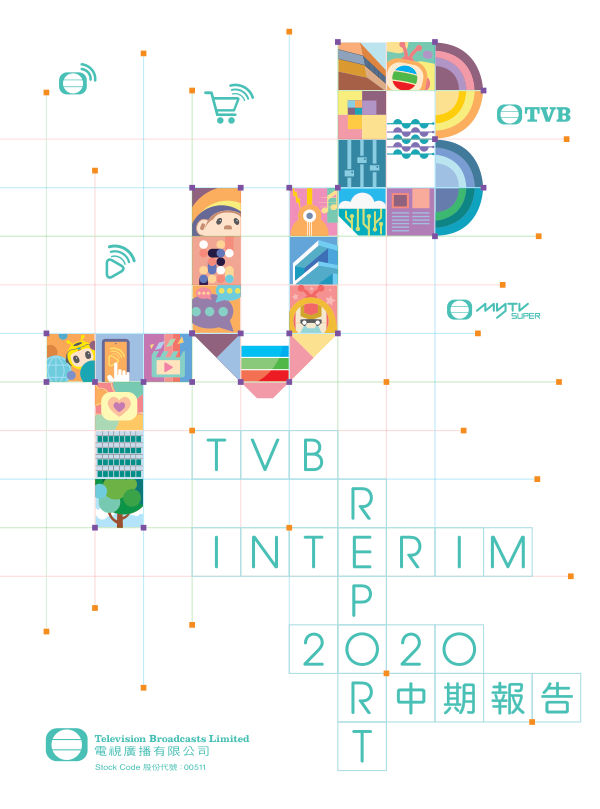 TVB
MYTV
SUPER
TVB
REPORT
INTERIM
2020
中期報告
Television Broadcasts Limited
電視廣播有限公司
Stock Code 股份代號 : 00511